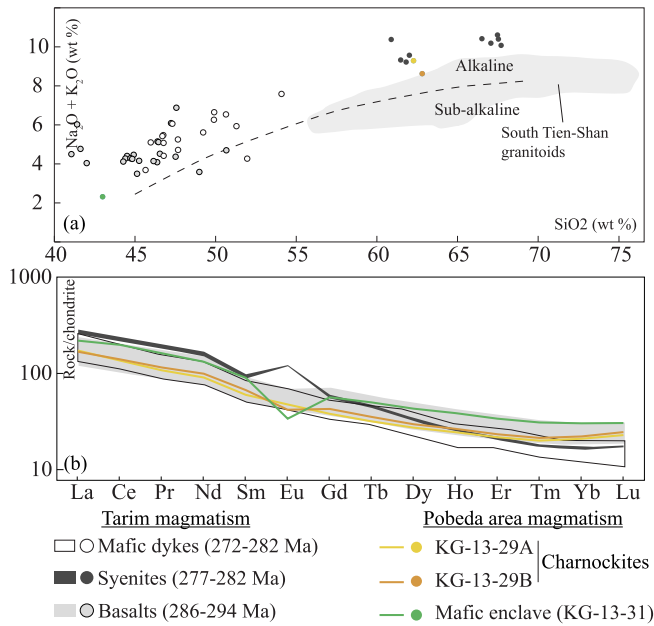 Na2O + K2O (wt %)
10
8
6
4
2
(a)
Alkaline
Sub-alkaline
South Tien-Shan
granitoids
SiO2 (wt %)
40 45 50 55 60 65 70 75
Rock/chondrite
1000
100
10
(b)
La Ce Pr Nd Sm Eu Gd Tb Dy Ho Er Tm Yb Lu
Tarim magmatism
Mafic dykes (272-282 Ma)
Syenites (277-282 Ma)
Basalts (286-294 Ma)
Pobeda area magmatism
KG-13-29A
KG-13-29B
Charnockites
Mafic enclave (KG-13-31)